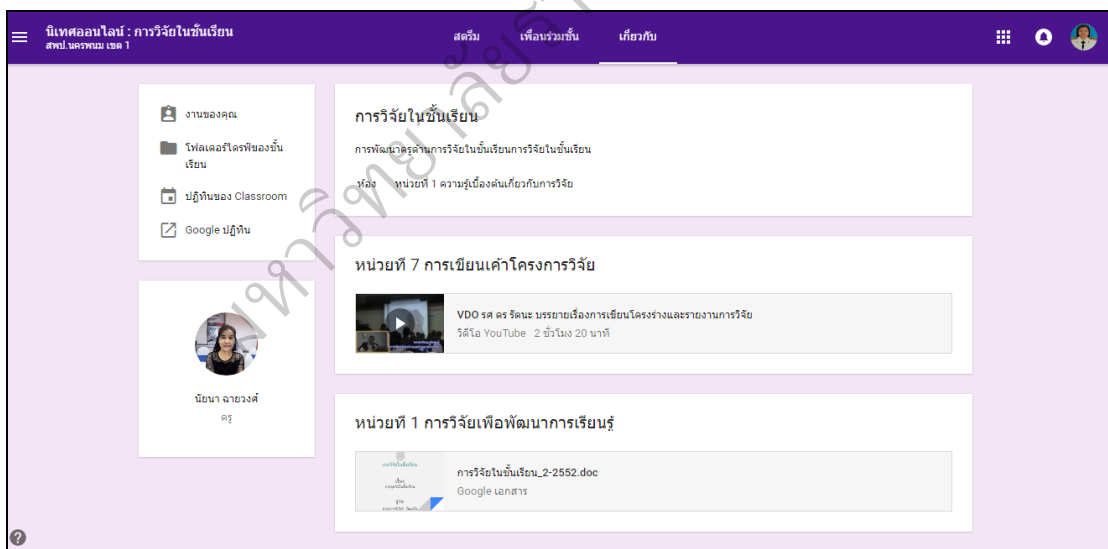 นิเทศออนไลน์ : การวิจัยในชั้นเรียน
สพป.นครพนม เขต 1
สตรีม
เพื่อนร่วมชั้น
เกี่ยวกับ
งานของคุณ
โฟลเดอร์ไดรฟ์ของชั้น
เรียน
ปฏิทินของ Classroom
Google ปฏิทิน
นัยนา ฉายวงศ์
ครู
การวิจัยในชั้นเรียน
การพัฒนาครูด้านการวิจัยในชั้นเรียนการวิจัยในชั้นเรียน
ห้อง หน่วยที่ 1 ความรู้เบื้องต้นเกี่ยวกับการวิจัย
หน่วยที่ 7 การเขียนเค้าโครงการวิจัย
VDO รศ ดร รัตนะ บรรยายเรื่องการเขียนโครงร่างและรายงานการวิจัย
วิดีโอ YouTube 2 ชั่วโมง 20 นาที
หน่วยที่ 1 การวิจัยเพื่อพัฒนาการเรียนรู้
การวิจัยในชั้นเรียน_2-2552.doc
Google เอกสาร